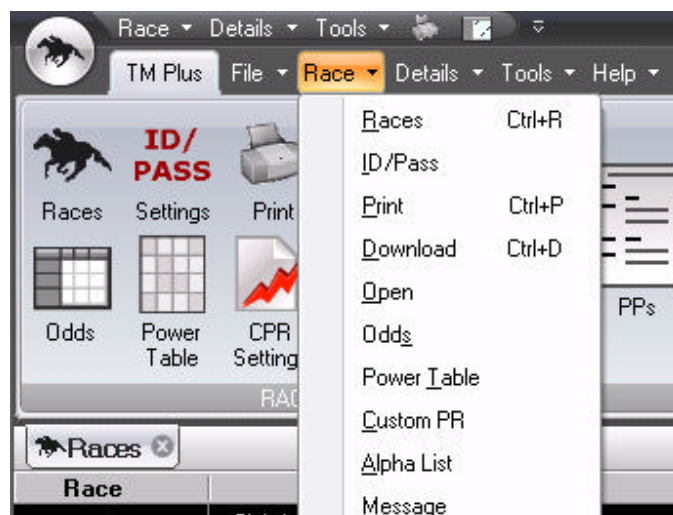 Race Details Tools
TM Plus File Race Details Tools Help
ID/
PASS
Races Settings Print
Odds Power
Table CPR
Setting
PPs
Races Ctrl+R
ID/Pass
Print Ctrl+P
Download Ctrl+D
Open
Odds
Power Table
Custom PR
Alpha List
Message
Races
Race